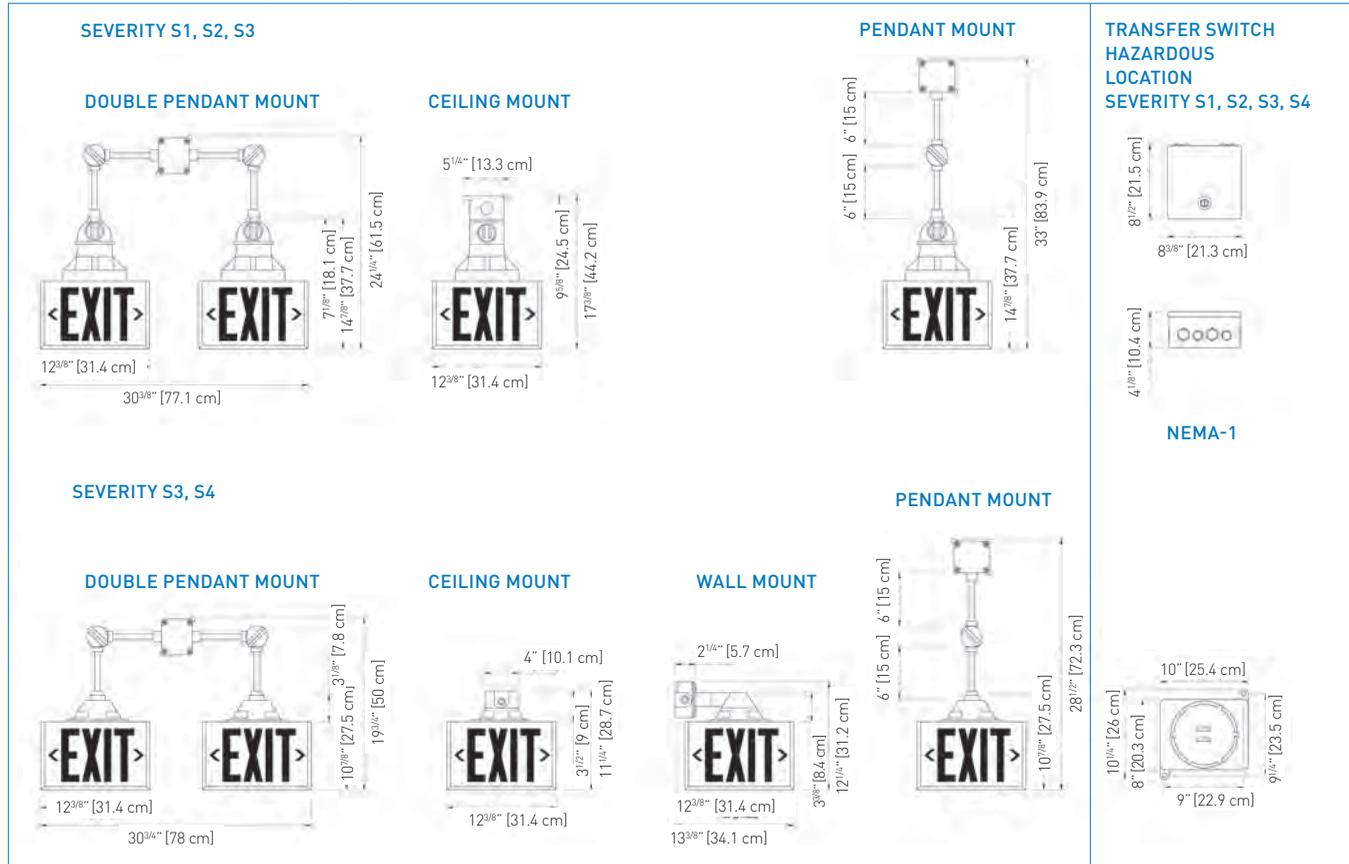 SEVERITY S1, S2, S3
DOUBLE PENDANT MOUNT
7 1/8" [18.1 cm]
14 7/8" [37.7 cm]
24 1/4" [61.5 cm]
<EXIT>
<EXIT>
12 3/8" [31.4 cm]
30 3/8" [77.1 cm]
CEILING MOUNT
5 1/4" [13.3 cm]
9 5/8" [24.5 cm]
17 3/8" [44.2 cm]
<EXIT>
12 3/8" [31.4 cm]
PENDANT MOUNT
6" [15 cm]
6" [15 cm]
33" [83.9 cm]
14 7/8" [37.7 cm]
<EXIT>
SEVERITY S3, S4
DOUBLE PENDANT MOUNT
3 1/8" [7.8 cm]
10 7/8" [27.5 cm]
19 3/4" [50 cm]
<EXIT>
<EXIT>
12 3/8" [31.4 cm]
30 3/4" [78 cm]
CEILING MOUNT
4" [10.1 cm]
3 1/2" [9 cm]
11 1/4" [28.7 cm]
<EXIT>
12 3/8" [31.4 cm]
WALL MOUNT
2 1/4" [5.7 cm]
3 3/8" [8.4 cm]
12 1/4" [31.2 cm]
<EXIT>
12 3/8" [31.4 cm]
13 3/8" [34.1 cm]
PENDANT MOUNT
6" [15 cm]
6" [15 cm]
28 1/2" [72.3 cm]
10 7/8" [27.5 cm]
<EXIT>
TRANSFER SWITCH
HAZARDOUS
LOCATION
SEVERITY S1, S2, S3, S4
8 1/2" [21.5 cm]
8 3/8" [21.3 cm]
4 1/8" [10.4 cm]
NEMA-1
10" [25.4 cm]
10 1/4" [26 cm]
8" [20.3 cm]
9 1/4" [23.5 cm]
9" [22.9 cm]